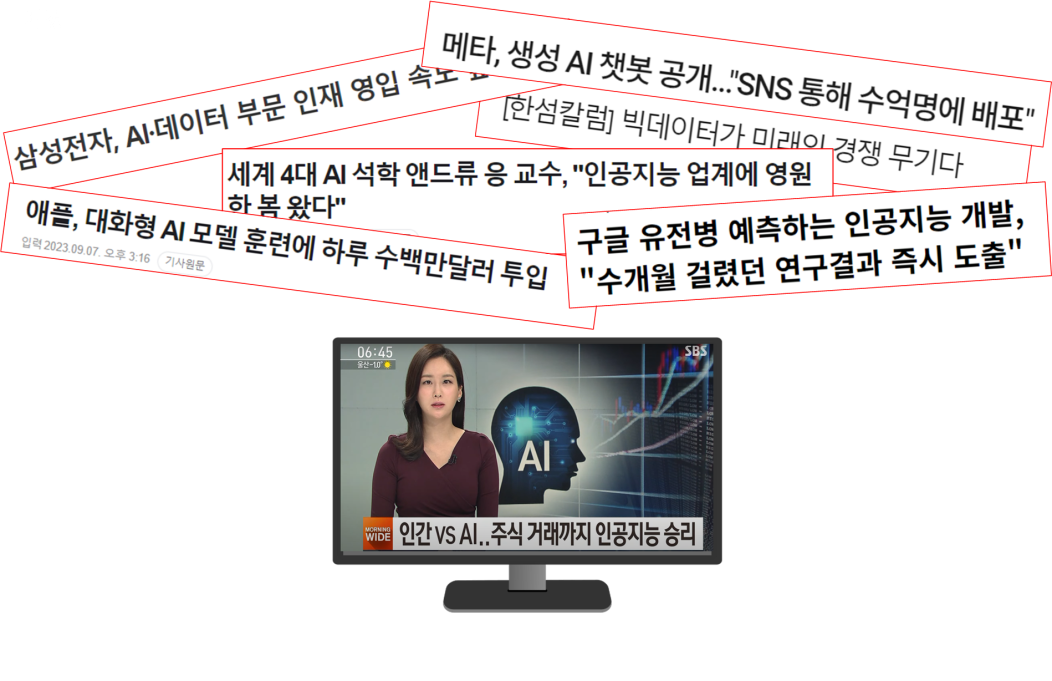 메타, 생성 AI 챗봇 공개..."SNS 통해 수억명에 배포"
삼성전자, AI·데이터 부문 인재 영입 속도
[한섬칼럼] 빅데이터가 미래의 경쟁 무기다
세계 4대 AI 석학 앤드류 응 교수, "인공지능 업계에 영원
한 봄 왔다"
애플, 대화형 AI 모델 훈련에 하루 수백만달러 투입
입력 2023.09.07. 오후 3:16 기사원문
구글 유전병 예측하는 인공지능 개발,
"수개월 걸렸던 연구결과 즉시 도출"
06:45
울산 -1.0°
SBS
AI
MORNING
WIDE
인간 VS AI..주식 거래까지 인공지능 승리